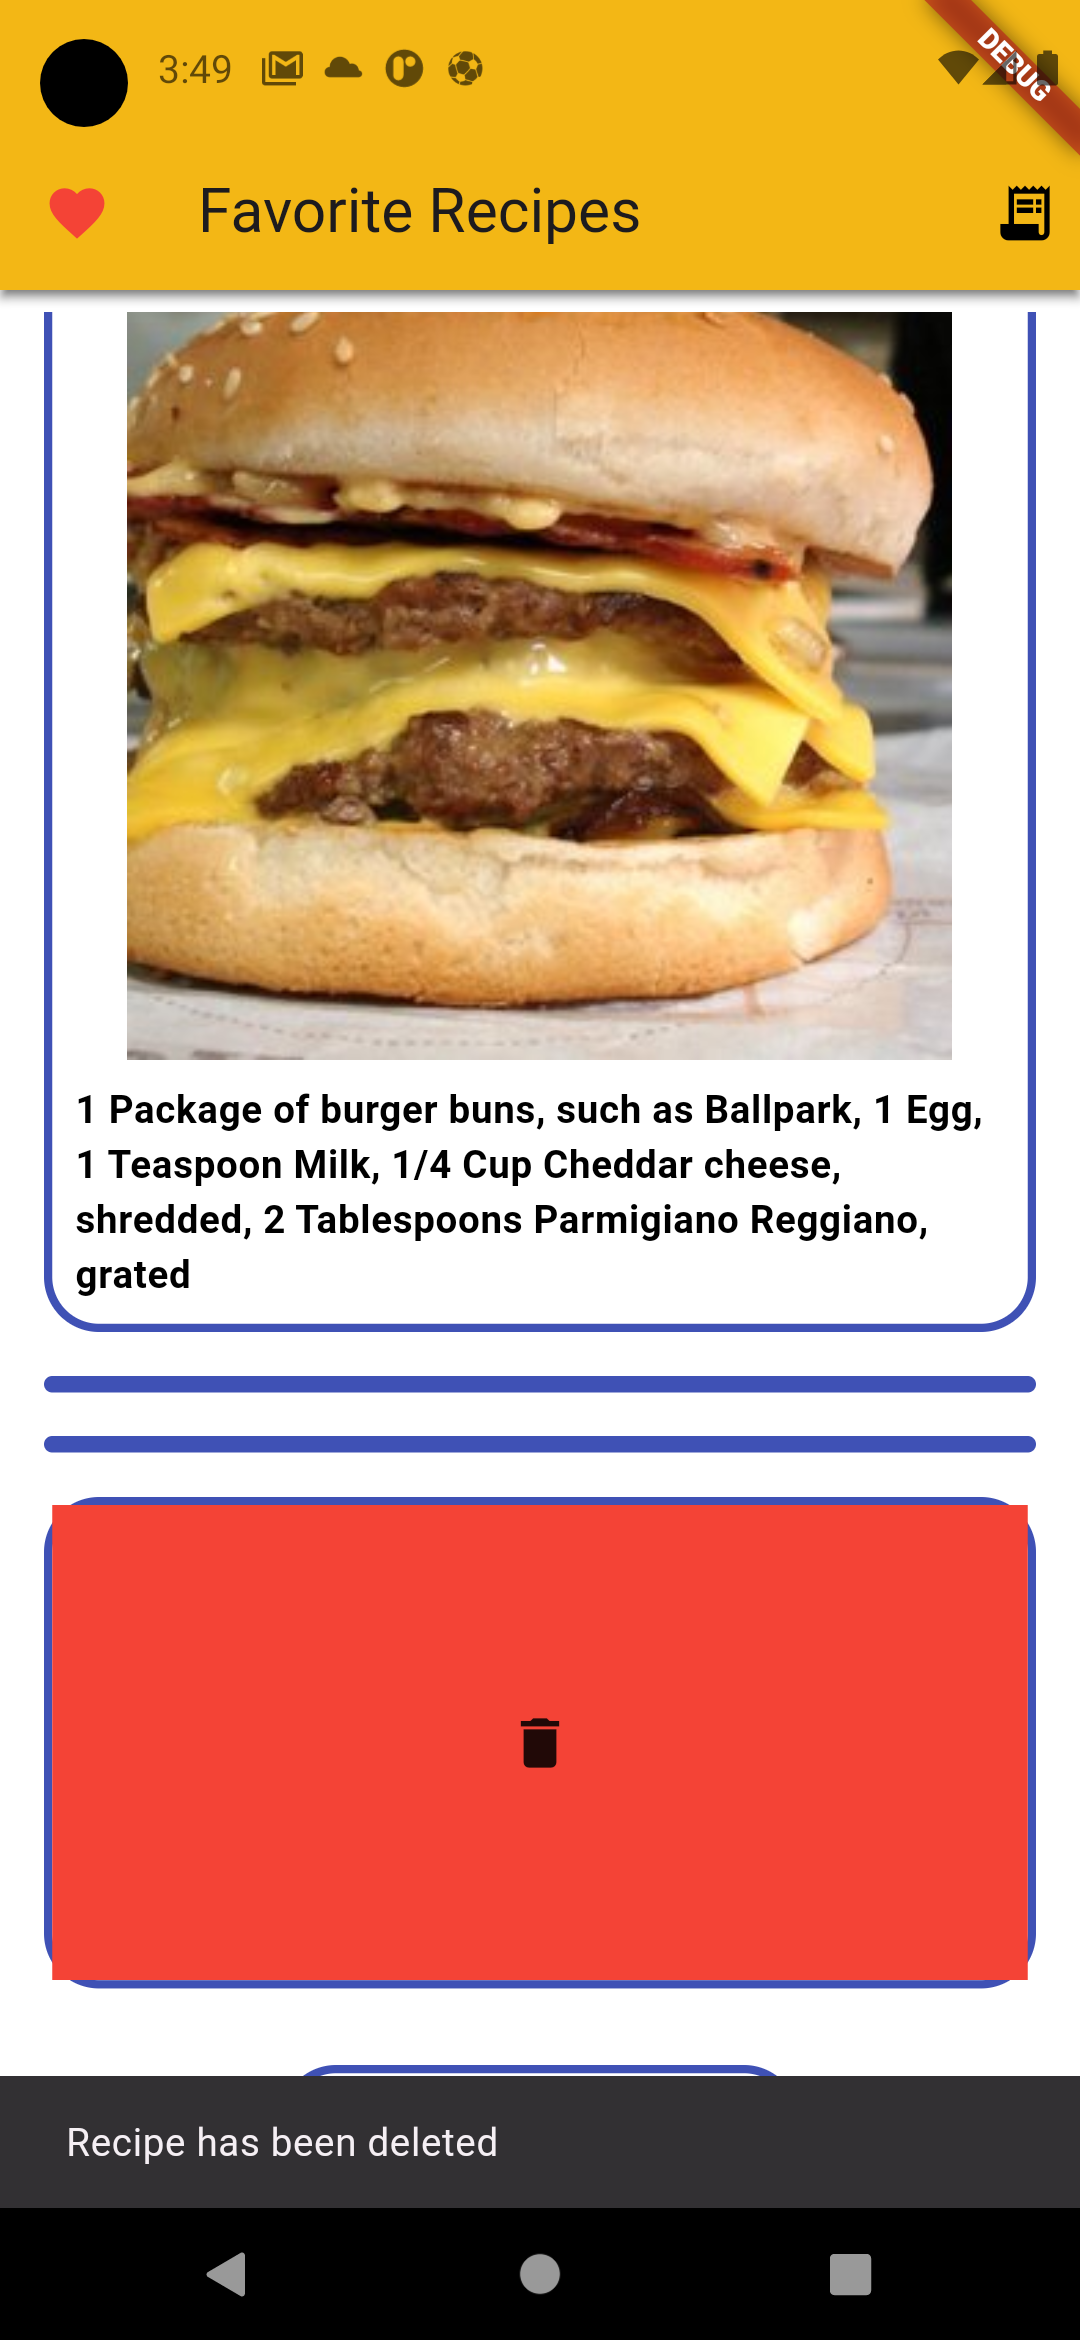 3:49
DEBUG
Favorite Recipes
1 Package of burger buns, such as Ballpark, 1 Egg,
1 Teaspoon Milk, 1/4 Cup Cheddar cheese,
shredded, 2 Tablespoons Parmigiano Reggiano,
grated
Recipe has been deleted